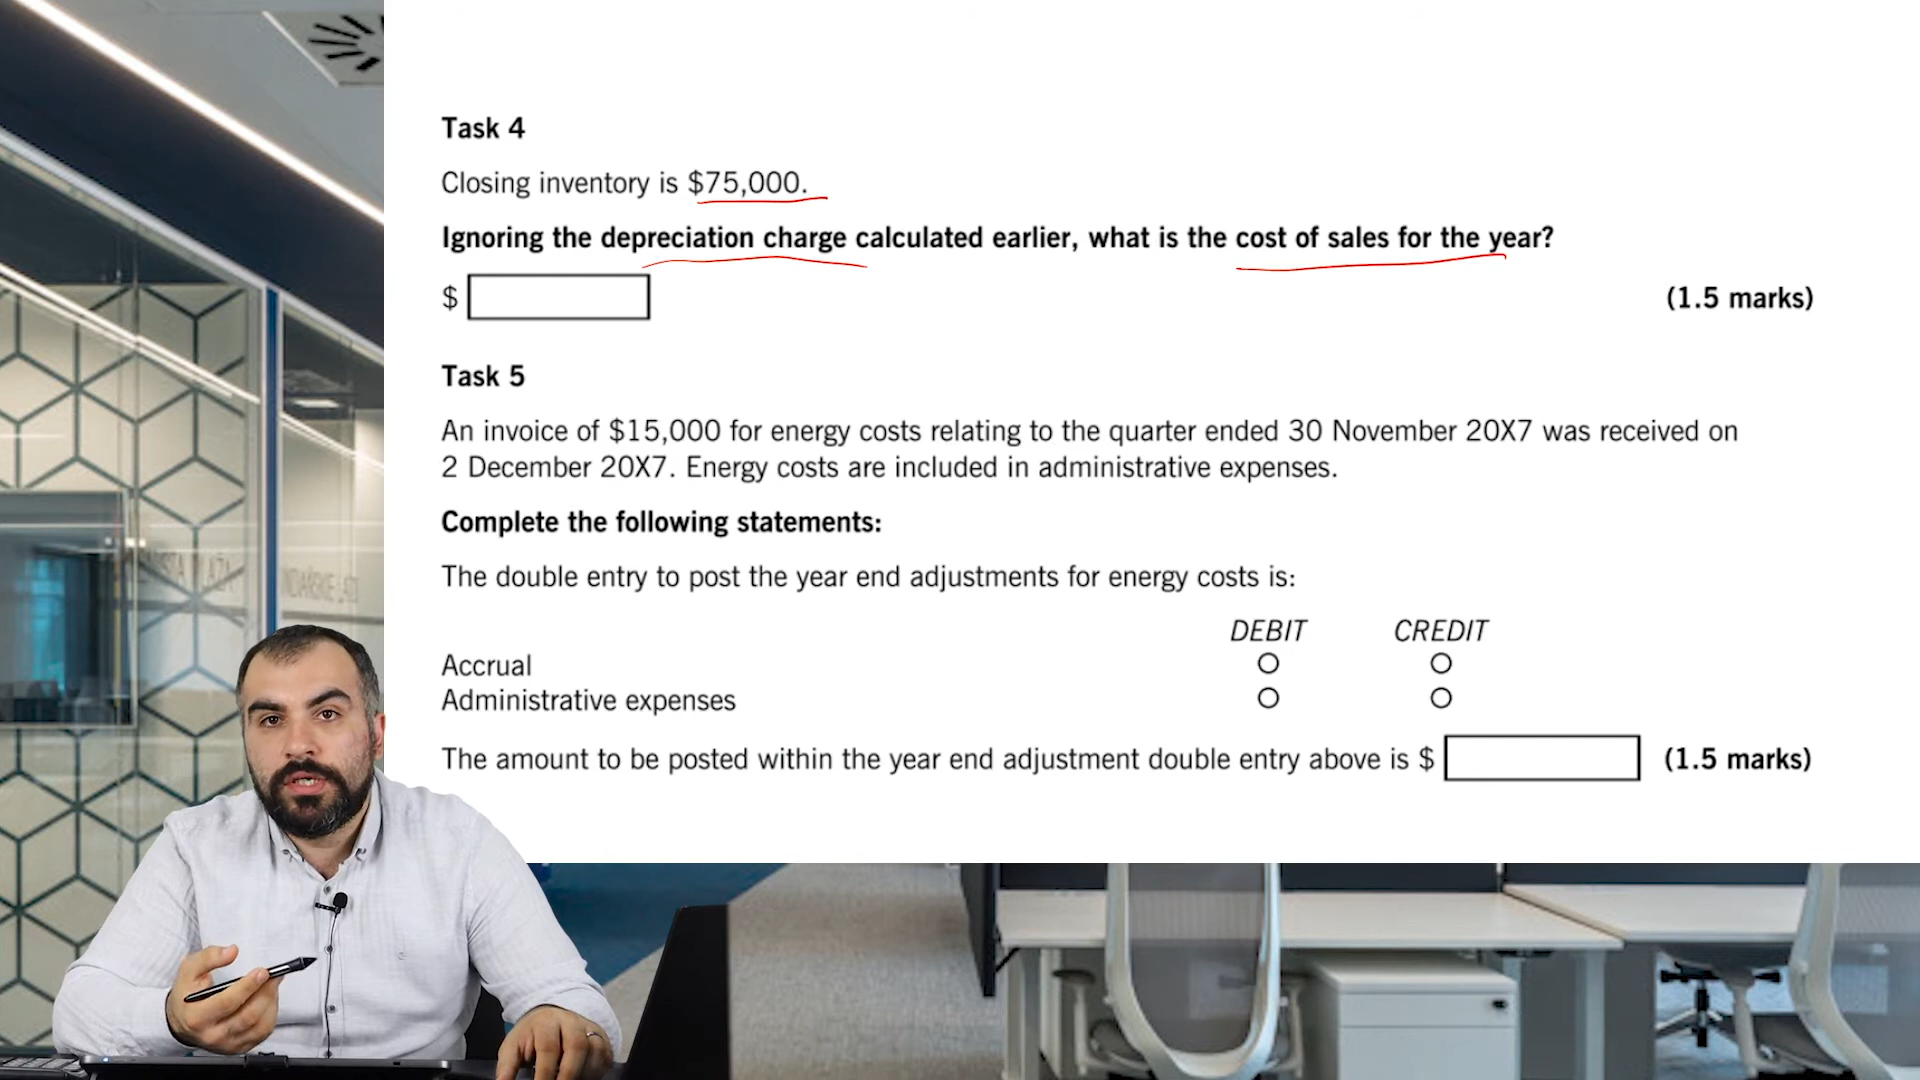 Task 4
Closing inventory is $75,000.
Ignoring the depreciation charge calculated earlier, what is the cost of sales for the year?
$
(1.5 marks)
Task 5
An invoice of $15,000 for energy costs relating to the quarter ended 30 November 20X7 was received on
2 December 20X7. Energy costs are included in administrative expenses.
Complete the following statements:
The double entry to post the year end adjustments for energy costs is:
DEBIT CREDIT
Accrual
Administrative expenses
The amount to be posted within the year end adjustment double entry above is $
(1.5 marks)